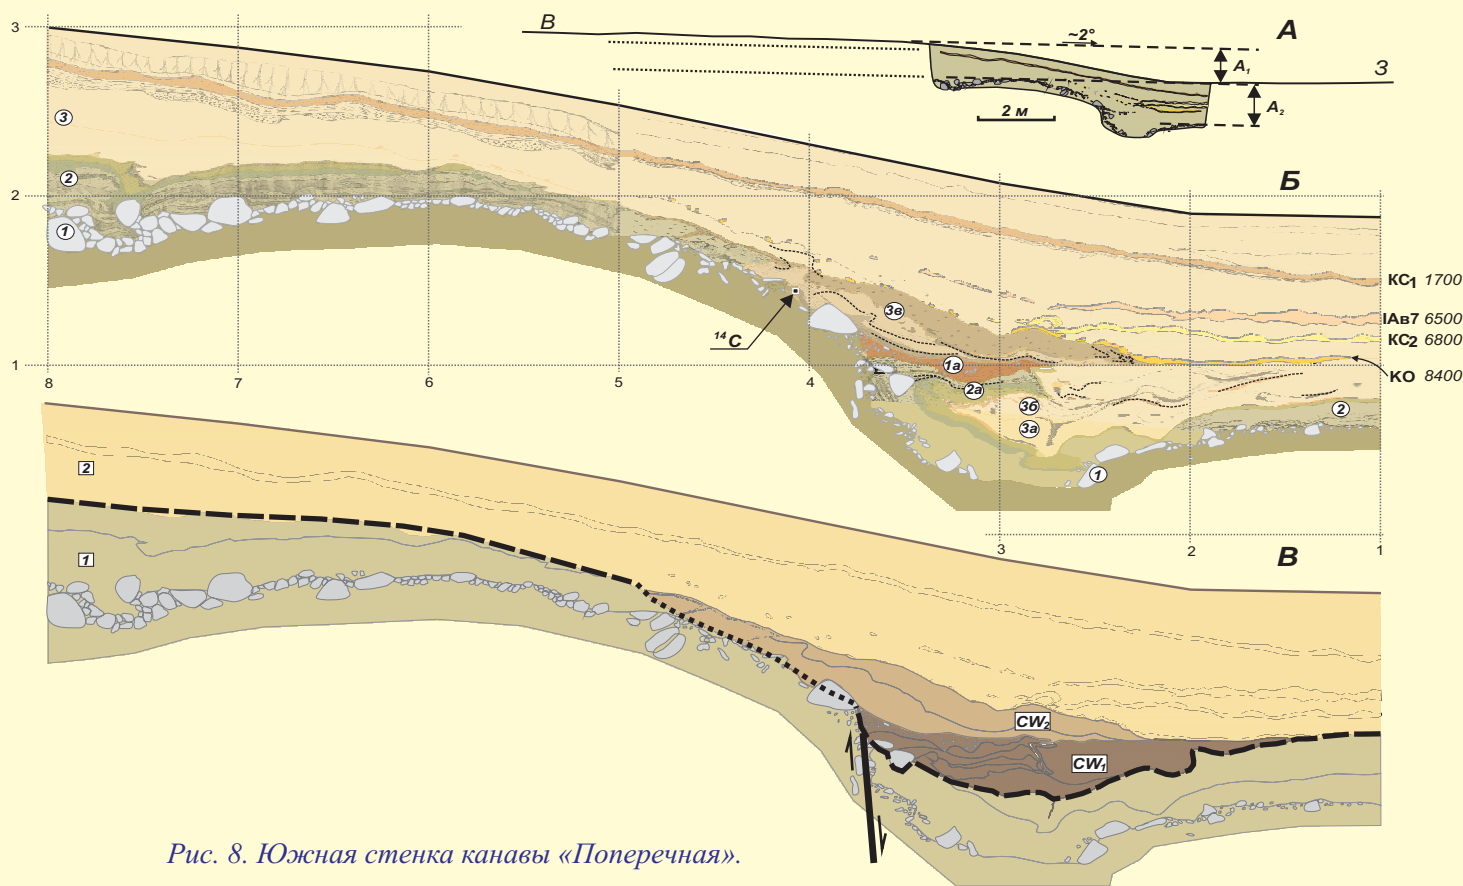 В
~2°
А
A₁
З
2 м
A₂
3
3
2
2
1
Б
КС₁ 1700
IАв7 6500
КС₂ 6800
КО 8400
3в
¹⁴C
1а
2а
3б
3а
2
1
1
8
7
6
5
4
3
2
1
В
2
1
CW₂
CW₁
Рис. 8. Южная стенка канавы «Поперечная».